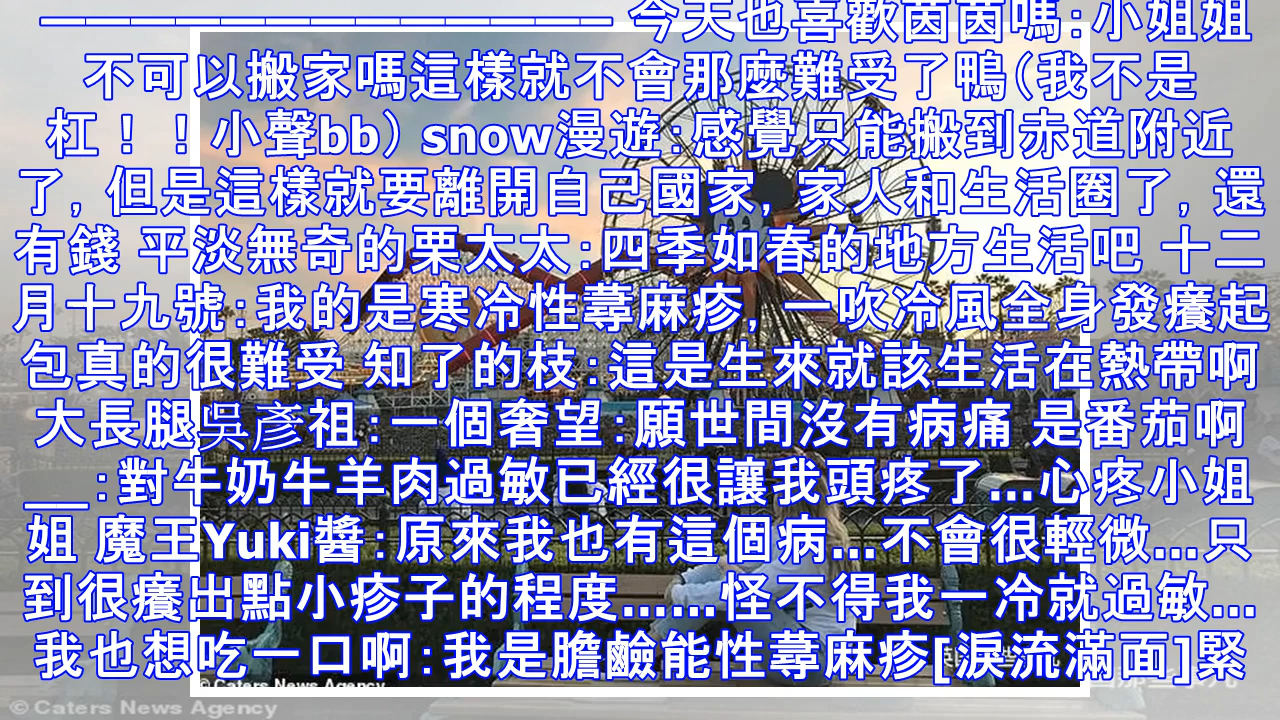 ——————————————————— 今天也喜歡茵茵嗎:小姐姐
不可以搬家嗎這樣就不會那麼難受了鴨(我不是
杠！！小聲bb) snow漫遊:感覺只能搬到赤道附近
了, 但是這樣就要離開自己國家, 家人和生活圈了, 還
有錢 平淡無奇的栗太太:四季如春的地方生活吧 十二
月十九號:我的是寒冷性蕁麻疹, 一吹冷風全身發癢起
包真的很難受 知了的枝:這是生來就該生活在熱帶啊
大長腿吳彥祖:一個奢望:願世間沒有病痛 是番茄啊
__:對牛奶牛羊肉過敏已經很讓我頭疼了...心疼小姐
姐 魔王Yuki醬:原來我也有這個病...不會很輕微...只
到很癢出點小疹子的程度......怪不得我一冷就過敏...
我也想吃一口啊:我是膽鹼能性蕁麻疹[淚流滿面]緊
©Caters News Agency
© Caters News Agency